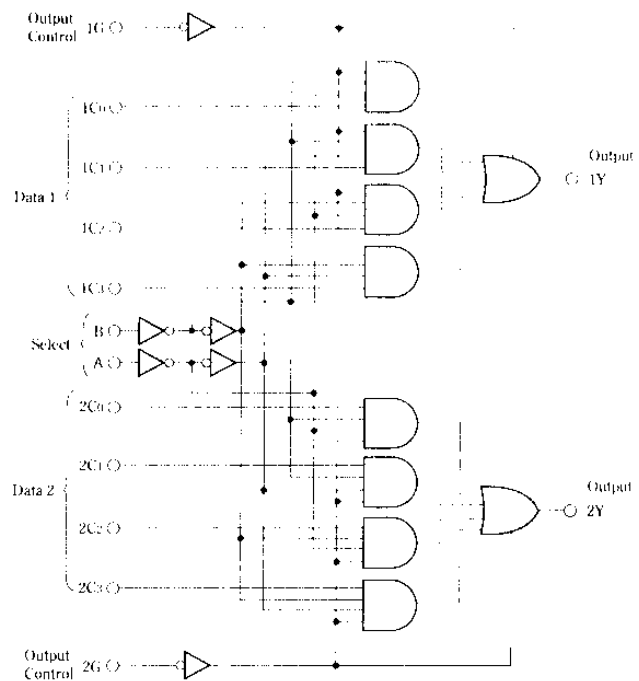 Output
Control 1G
1C0
1C1
Data 1
1C2
1C3
Output
1Y
B
Select
A
2C0
2C1
Data 2
2C2
2C3
Output
2Y
Output
Control 2G